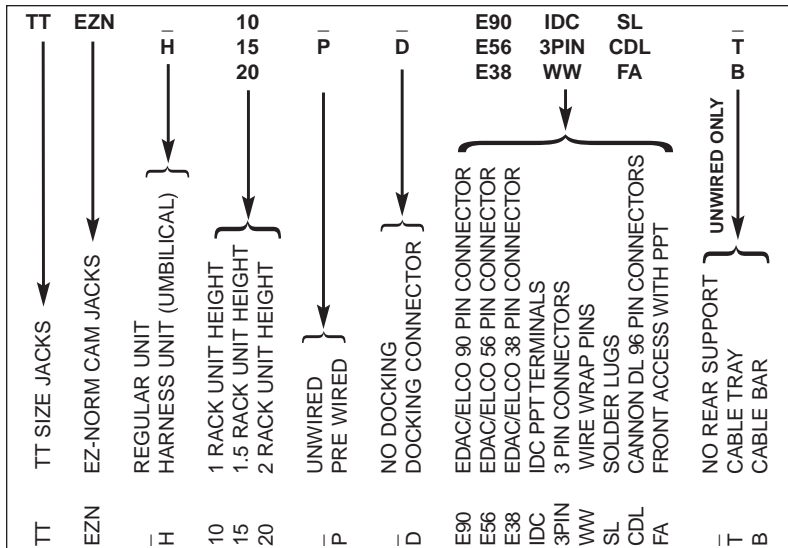 TT EZN _ 10 _ _ E90 IDC SL _
H 15 P D E56 3PIN CDL T
20 E38 WW FA B
UNWIRED ONLY
TT SIZE JACKS
EZ-NORM CAM JACKS
REGULAR UNIT
HARNESS UNIT (UMBILICAL)
1 RACK UNIT HEIGHT
1.5 RACK UNIT HEIGHT
2 RACK UNIT HEIGHT
UNWIRED
PRE WIRED
NO DOCKING
DOCKING CONNECTOR
EDAC/ELCO 90 PIN CONNECTOR
EDAC/ELCO 56 PIN CONNECTOR
EDAC/ELCO 38 PIN CONNECTOR
IDC PPT TERMINALS
3 PIN CONNECTORS
WIRE WRAP PINS
SOLDER LUGS
CANNON DL 96 PIN CONNECTORS
FRONT ACCESS WITH PPT
NO REAR SUPPORT
CABLE TRAY
CABLE BAR
TT
EZN
_
H
10
15
20
_
P
_
D
E90
E56
E38
IDC
3PIN
WW
SL
CDL
FA
_
T
B